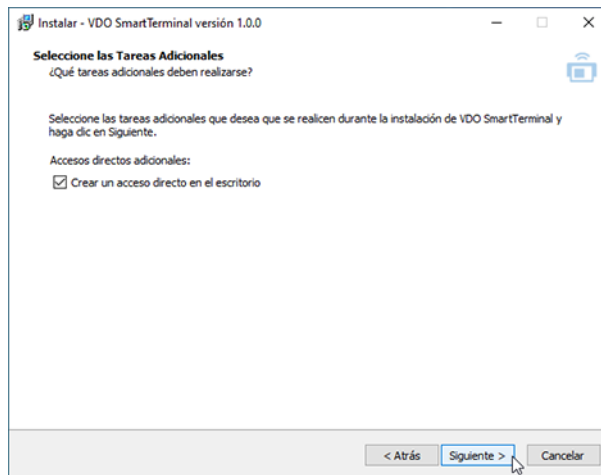 Instalar - VDO SmartTerminal versión 1.0.0
Seleccione las Tareas Adicionales
¿Qué tareas adicionales deben realizarse?
Seleccione las tareas adicionales que desea que se realicen durante la instalación de VDO SmartTerminal y
haga clic en Siguiente.
Accesos directos adicionales:
Crear un acceso directo en el escritorio
< Atrás Siguiente > Cancelar